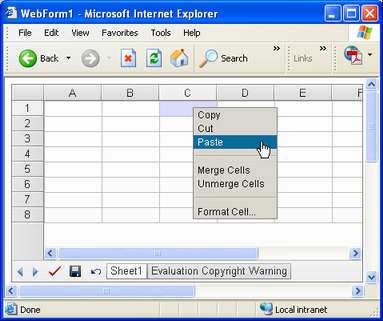 WebForm1 - Microsoft Internet Explorer
File Edit View Favorites Tools Help
Back Search Links
A B C D E F
1
2
3
4
5
6
7
8
Copy
Cut
Paste
Merge Cells
Unmerge Cells
Format Cell...
Sheet1 Evaluation Copyright Warning
Done Local intranet